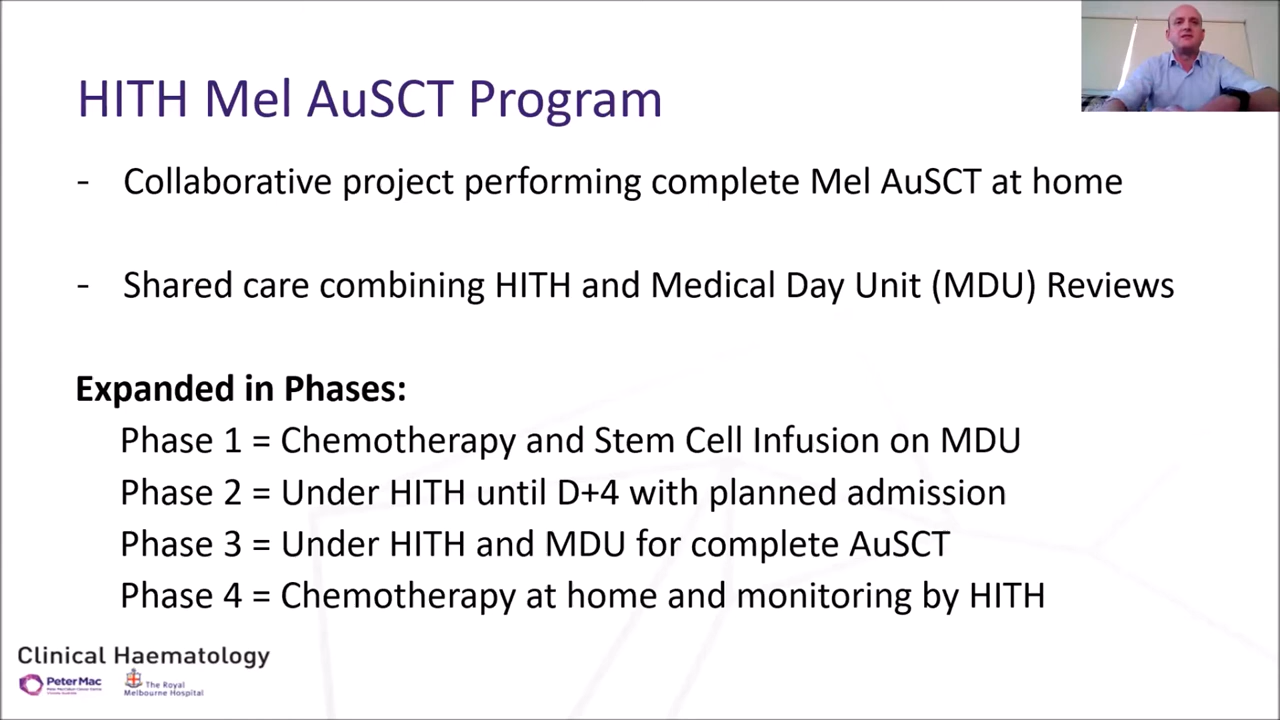 HITH Mel AuSCT Program
- Collaborative project performing complete Mel AuSCT at home
- Shared care combining HITH and Medical Day Unit (MDU) Reviews
Expanded in Phases:
Phase 1 = Chemotherapy and Stem Cell Infusion on MDU
Phase 2 = Under HITH until D+4 with planned admission
Phase 3 = Under HITH and MDU for complete AuSCT
Phase 4 = Chemotherapy at home and monitoring by HITH
Clinical Haematology
Peter Mac
The Royal
Melbourne Hospital